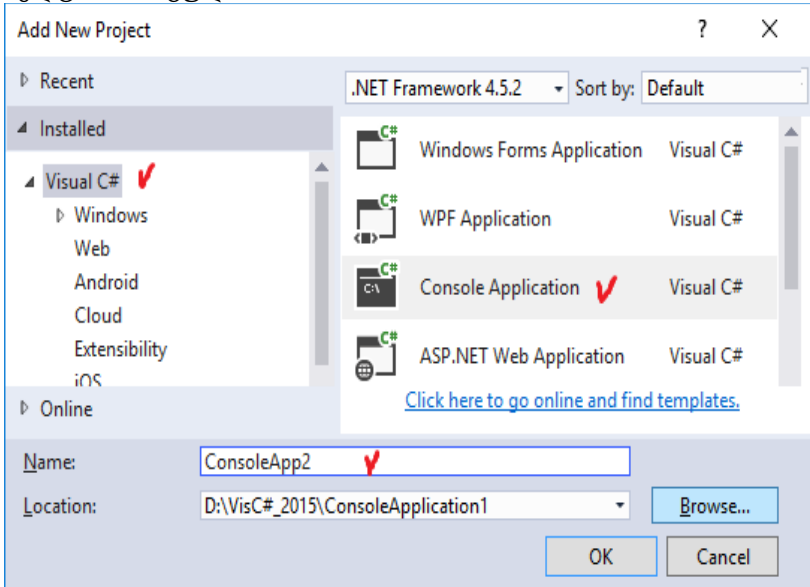 Add New Project ? X
Recent
Installed
Visual C#
Windows
Web
Android
Cloud
Extensibility
iOS
Online
.NET Framework 4.5.2 Sort by: Default
C# Windows Forms Application Visual C#
C# WPF Application Visual C#
C# C:\ Console Application Visual C#
C# ASP.NET Web Application Visual C#
Click here to go online and find templates.
Name: ConsoleApp2
Location: D:\VisC#_2015\ConsoleApplication1 Browse...
OK Cancel